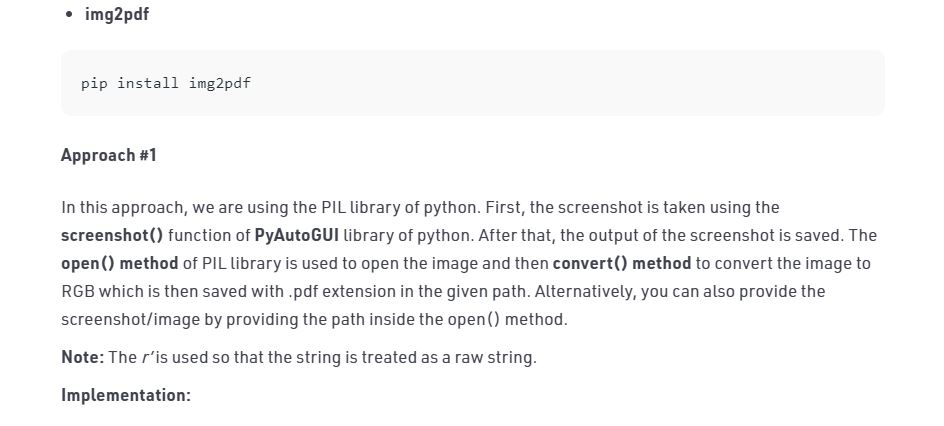 • img2pdf
pip install img2pdf
Approach #1
In this approach, we are using the PIL library of python. First, the screenshot is taken using the
screenshot() function of PyAutoGUI library of python. After that, the output of the screenshot is saved. The
open() method of PIL library is used to open the image and then convert() method to convert the image to
RGB which is then saved with .pdf extension in the given path. Alternatively, you can also provide the
screenshot/image by providing the path inside the open() method.
Note: The r’is used so that the string is treated as a raw string.
Implementation: